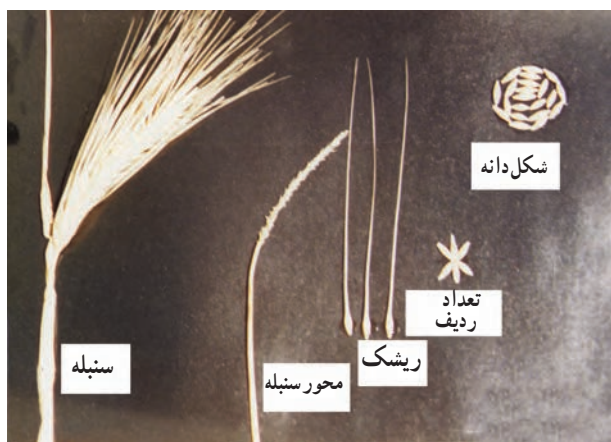 شکل دانه
تعداد
ردیف
ریشک
محور سنبله
سنبله